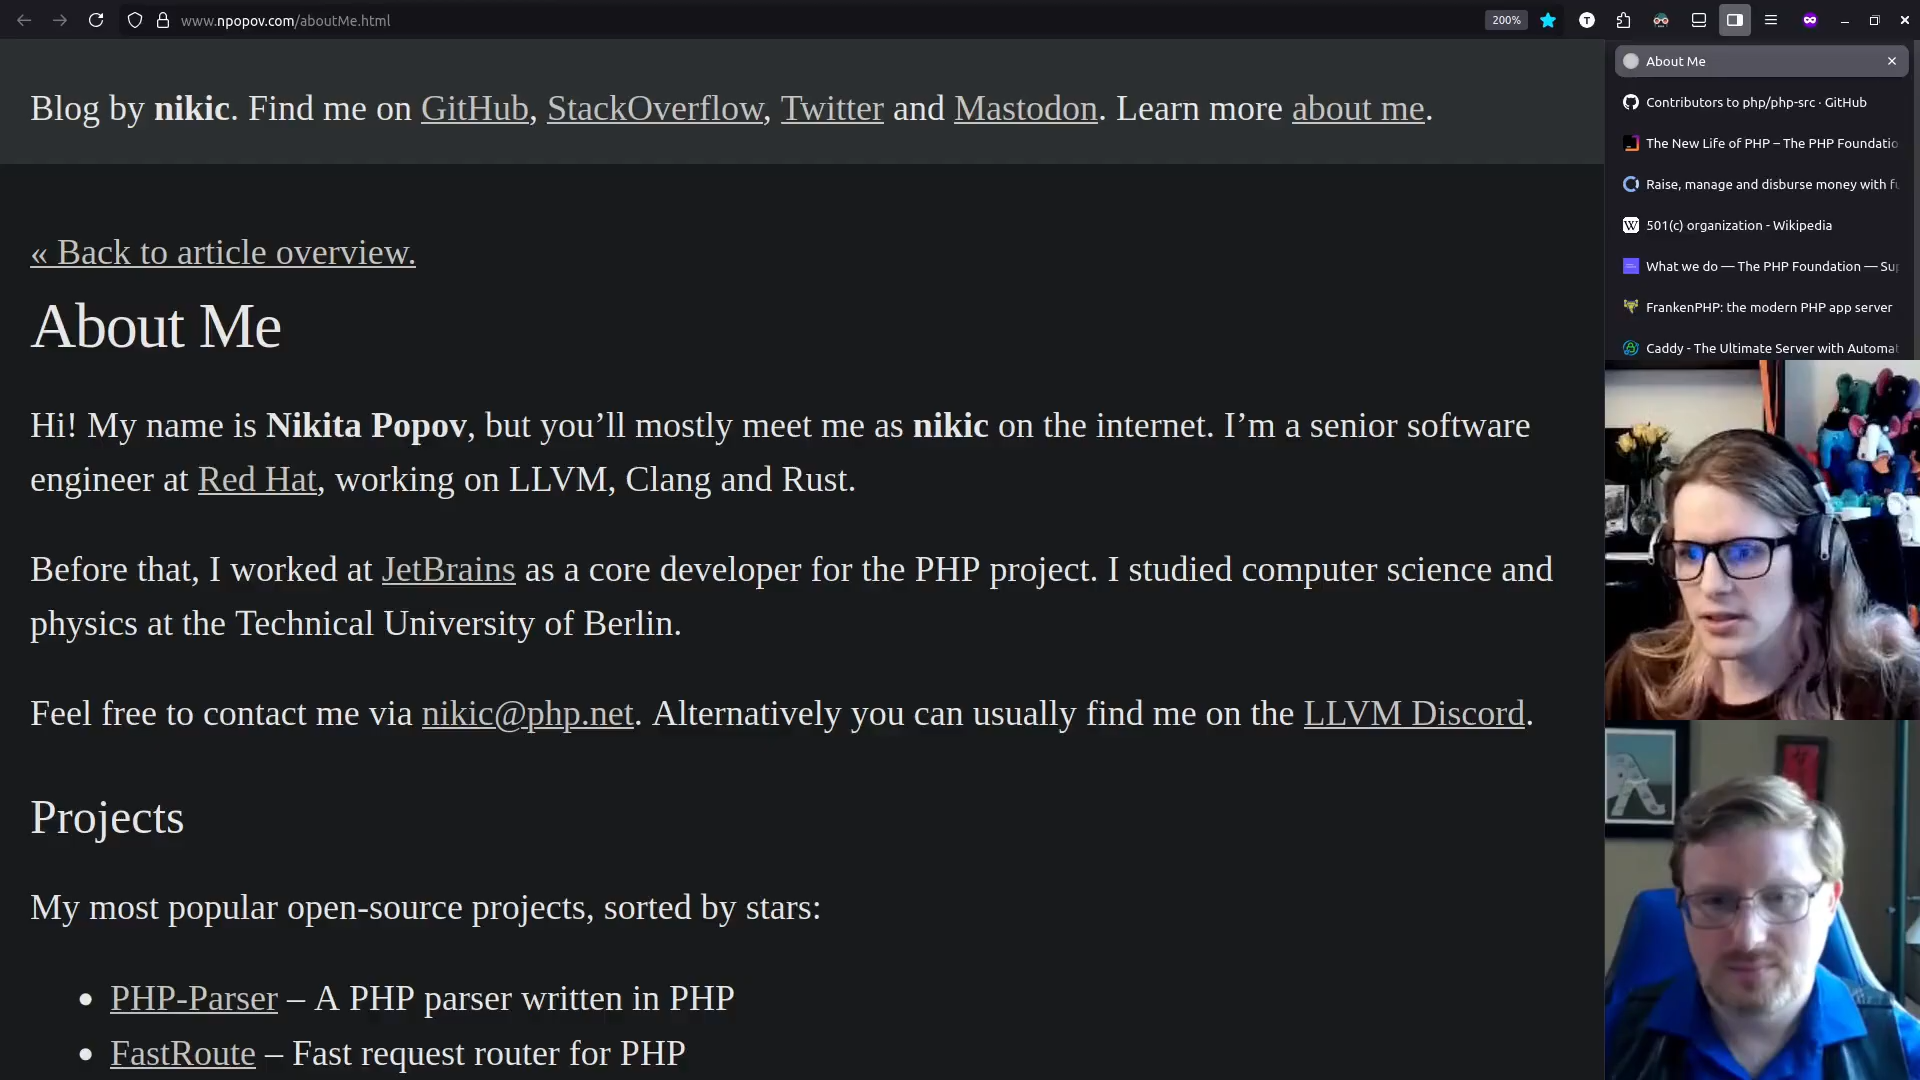 www.npopov.com/aboutMe.html
200%
Blog by nikic. Find me on GitHub, StackOverflow, Twitter and Mastodon. Learn more about me.
« Back to article overview.
About Me
Hi! My name is Nikita Popov, but you’ll mostly meet me as nikic on the internet. I’m a senior software
engineer at Red Hat, working on LLVM, Clang and Rust.
Before that, I worked at JetBrains as a core developer for the PHP project. I studied computer science and
physics at the Technical University of Berlin.
Feel free to contact me via nikic@php.net. Alternatively you can usually find me on the LLVM Discord.
Projects
My most popular open-source projects, sorted by stars:
• PHP-Parser – A PHP parser written in PHP
• FastRoute – Fast request router for PHP
About Me
Contributors to php/php-src · GitHub
The New Life of PHP – The PHP Foundatio
Raise, manage and disburse money with fu
501(c) organization - Wikipedia
What we do — The PHP Foundation — Sup
FrankenPHP: the modern PHP app server
Caddy - The Ultimate Server with Automat